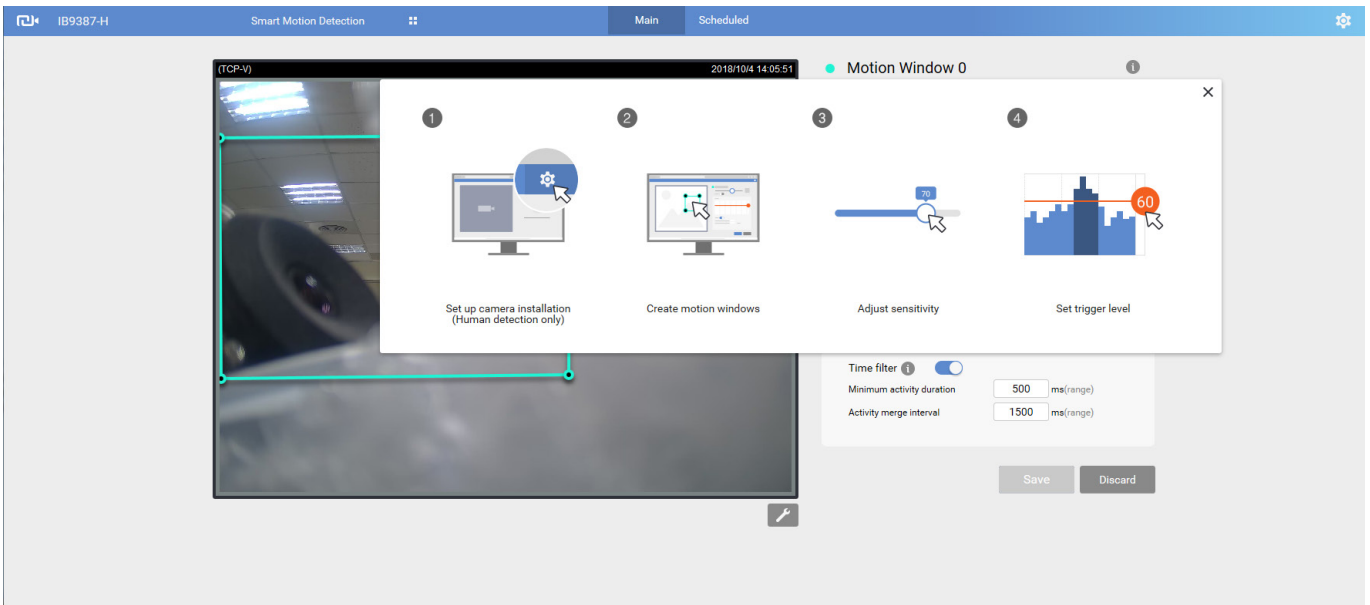 IB9387-H
Smart Motion Detection
Main
Scheduled
(TCP-V)
2018/10/4 14:05:51
Motion Window 0
i
1
2
3
4
70
60
Set up camera installation
(Human detection only)
Create motion windows
Adjust sensitivity
Set trigger level
Time filter i
Minimum activity duration 500 ms(range)
Activity merge interval 1500 ms(range)
Save
Discard